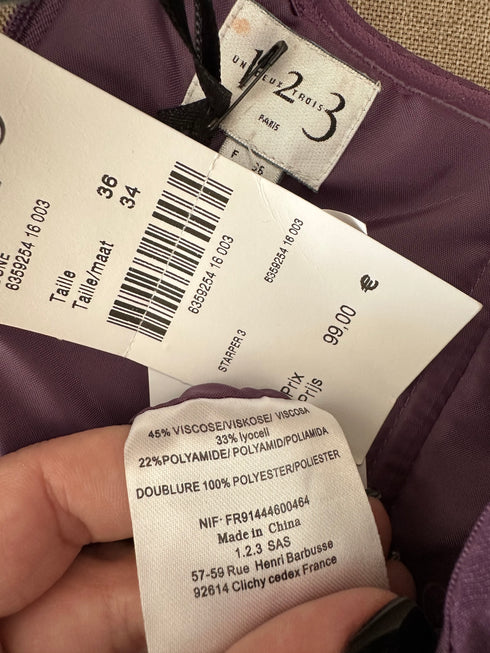 1 2 3
UN DEUX TROIS
PARIS
F 36
36
34
Taille
Taille/maat
6359254 16 003
6359254 16 003
6359254 16 003
STARPER 3
99,00 €
Prix
Prijs
45% VISCOSE/VISKOSE/ VISCOSA
33% lyocell
22%POLYAMIDE/ POLYAMID/POLIAMIDA
DOUBLURE 100% POLYESTER/POLIESTER
NIF: FR91444600464
Made in China
1.2.3 SAS
57-59 Rue Henri Barbusse
92614 Clichy cedex France